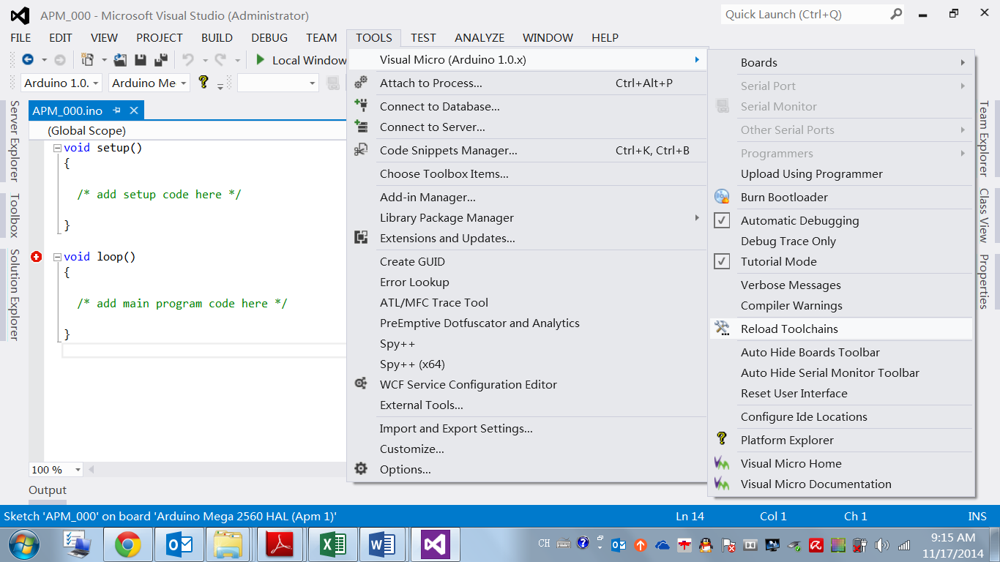 APM_000 - Microsoft Visual Studio (Administrator)
Quick Launch (Ctrl+Q)
FILE EDIT VIEW PROJECT BUILD DEBUG TEAM TOOLS TEST ANALYZE WINDOW HELP
Local Window
Arduino 1.0. Arduino Me
Server Explorer
Toolbox
Solution Explorer
APM_000.ino
(Global Scope)
void setup()
{
/* add setup code here */
}
void loop()
{
/* add main program code here */
}
100 %
Output
Visual Micro (Arduino 1.0.x)
Attach to Process... Ctrl+Alt+P
Connect to Database...
Connect to Server...
Code Snippets Manager... Ctrl+K, Ctrl+B
Choose Toolbox Items...
Add-in Manager...
Library Package Manager
Extensions and Updates...
Create GUID
Error Lookup
ATL/MFC Trace Tool
PreEmptive Dotfuscator and Analytics
Spy++
Spy++ (x64)
WCF Service Configuration Editor
External Tools...
Import and Export Settings...
Customize...
Options...
Boards
Serial Port
Serial Monitor
Other Serial Ports
Programmers
Upload Using Programmer
Burn Bootloader
Automatic Debugging
Debug Trace Only
Tutorial Mode
Verbose Messages
Compiler Warnings
Reload Toolchains
Auto Hide Boards Toolbar
Auto Hide Serial Monitor Toolbar
Reset User Interface
Configure Ide Locations
Platform Explorer
Visual Micro Home
Visual Micro Documentation
Team Explorer
Class View
Properties
Sketch 'APM_000' on board 'Arduino Mega 2560 HAL (Apm 1)' Ln 14 Col 1 Ch 1 INS
CH
9:15 AM
11/17/2014